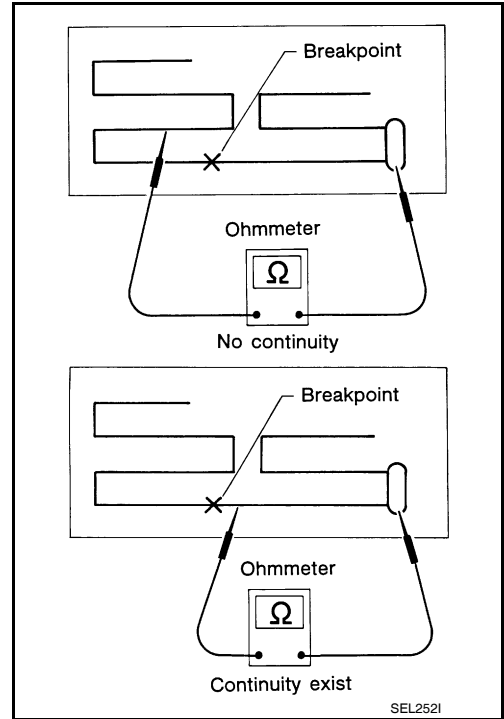 Breakpoint
Ohmmeter
Ω
No continuity
Breakpoint
Ohmmeter
Ω
Continuity exist
SEL252I